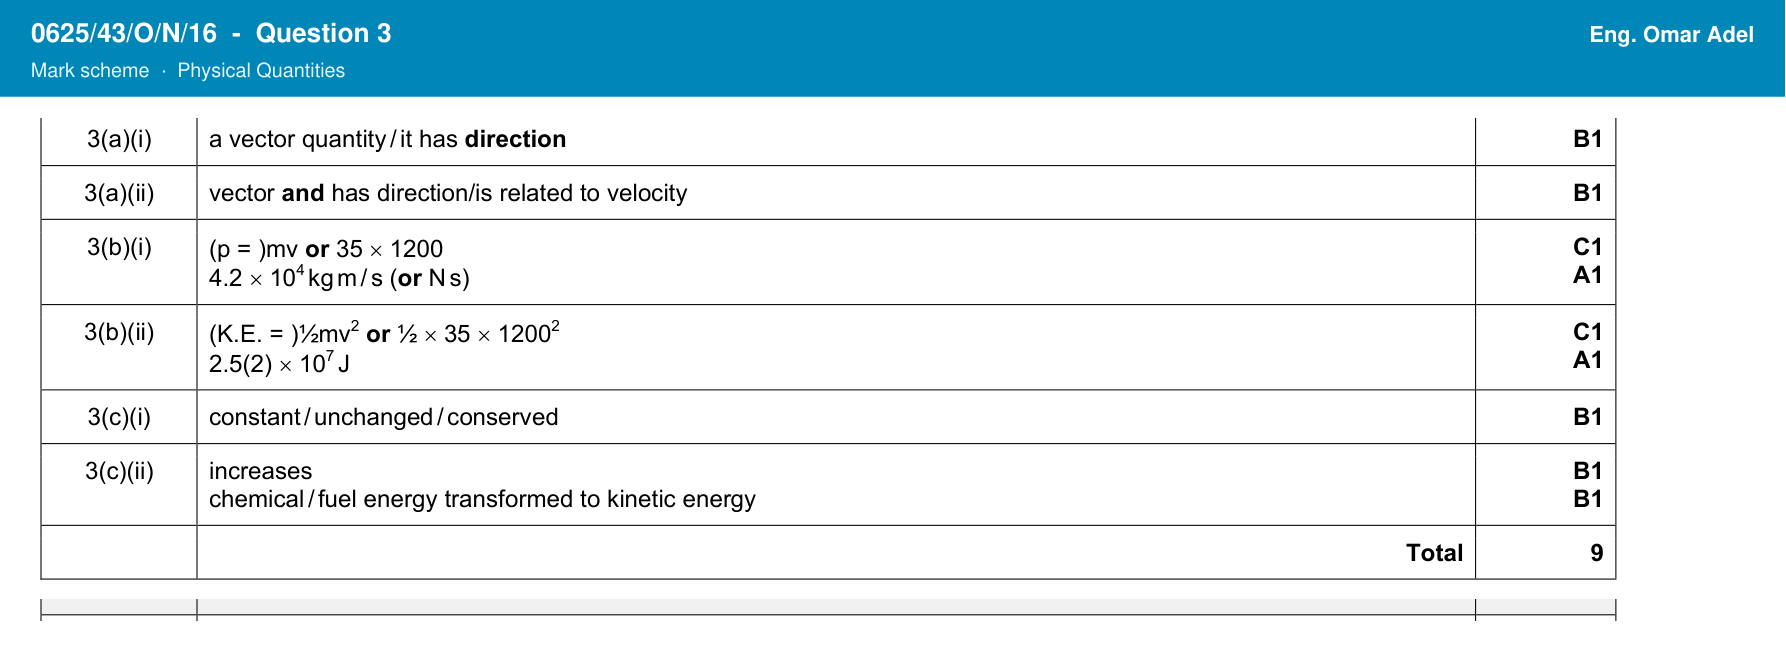 0625/43/O/N/16 - Question 3
Eng. Omar Adel
Mark scheme · Physical Quantities
3(a)(i) a vector quantity/it has direction B1
3(a)(ii) vector and has direction/is related to velocity B1
3(b)(i) (p = )mv or 35 × 1200 C1
4.2 × 10⁴ kg m/s (or N s) A1
3(b)(ii) (K.E. = )½mv² or ½ × 35 × 1200² C1
2.5(2) × 10⁷ J A1
3(c)(i) constant/unchanged/conserved B1
3(c)(ii) increases B1
chemical/fuel energy transformed to kinetic energy B1
Total 9